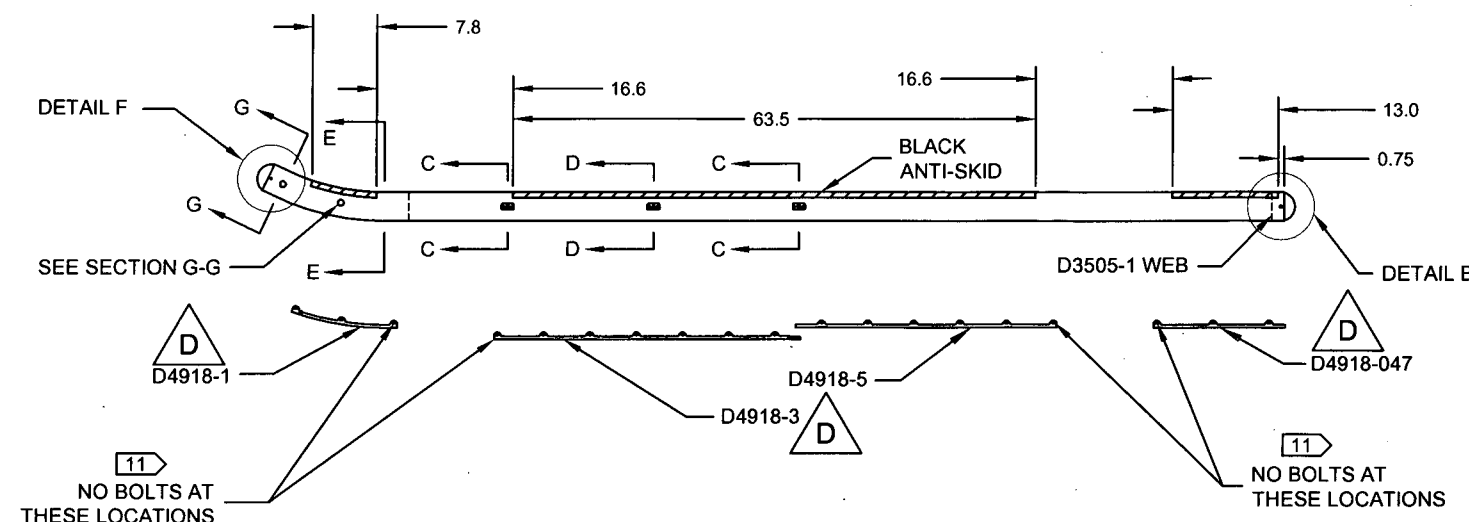 7.8
16.6
16.6
13.0
DETAIL F
G
E
63.5
0.75
C
D
C
BLACK
ANTI-SKID
G
SEE SECTION G-G
E
C
D
C
D3505-1 WEB
DETAIL E
D
D4918-1
D4918-5
D
D4918-047
D4918-3
D
11
NO BOLTS AT
THESE LOCATIONS
11
NO BOLTS AT
THESE LOCATIONS